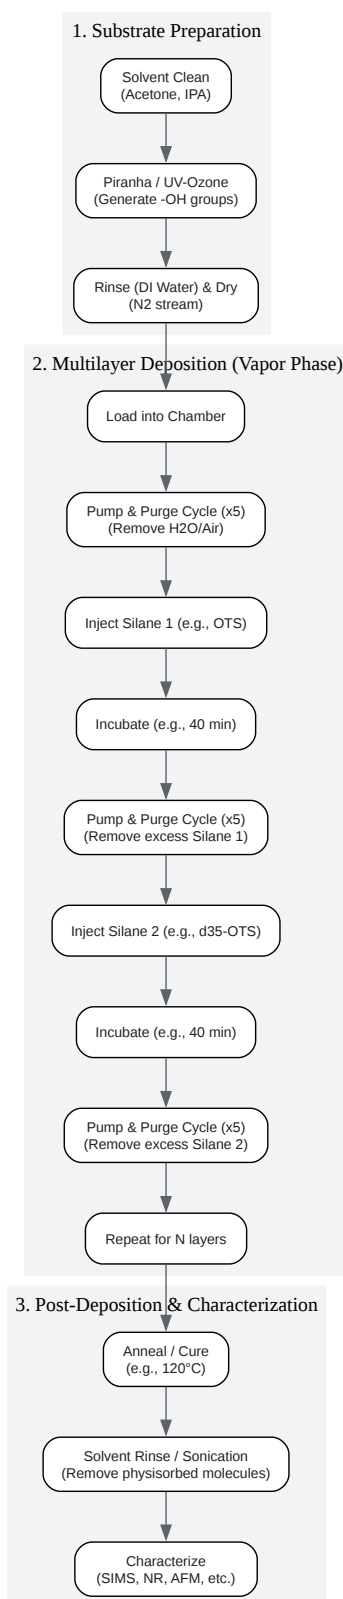 1. Substrate Preparation
Solvent Clean
(Acetone, IPA)
Piranha / UV-Ozone
(Generate -OH groups)
Rinse (DI Water) & Dry
(N2 stream)
2. Multilayer Deposition (Vapor Phase)
Load into Chamber
Pump & Purge Cycle (x5)
(Remove H2O/Air)
Inject Silane 1 (e.g., OTS)
Incubate (e.g., 40 min)
Pump & Purge Cycle (x5)
(Remove excess Silane 1)
Inject Silane 2 (e.g., d35-OTS)
Incubate (e.g., 40 min)
Pump & Purge Cycle (x5)
(Remove excess Silane 2)
Repeat for N layers
3. Post-Deposition & Characterization
Anneal / Cure
(e.g., 120°C)
Solvent Rinse / Sonication
(Remove physisorbed molecules)
Characterize
(SIMS, NR, AFM, etc.)